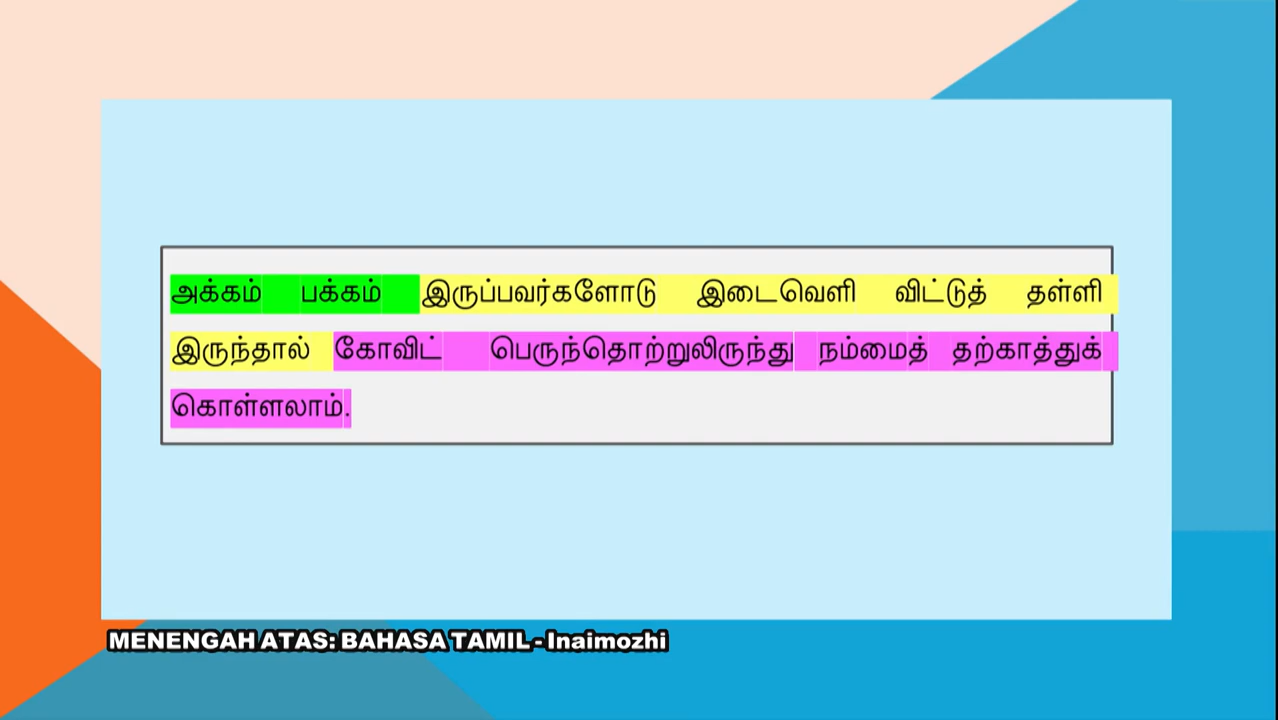 அக்கம் பக்கம் இருப்பவர்களோடு இடைவெளி விட்டுத் தள்ளி
இருந்தால் கோவிட் பெருந்தொற்றுலிருந்து நம்மைத் தற்காத்துக்
கொள்ளலாம்.
MENENGAH ATAS: BAHASA TAMIL - Inaimozhi